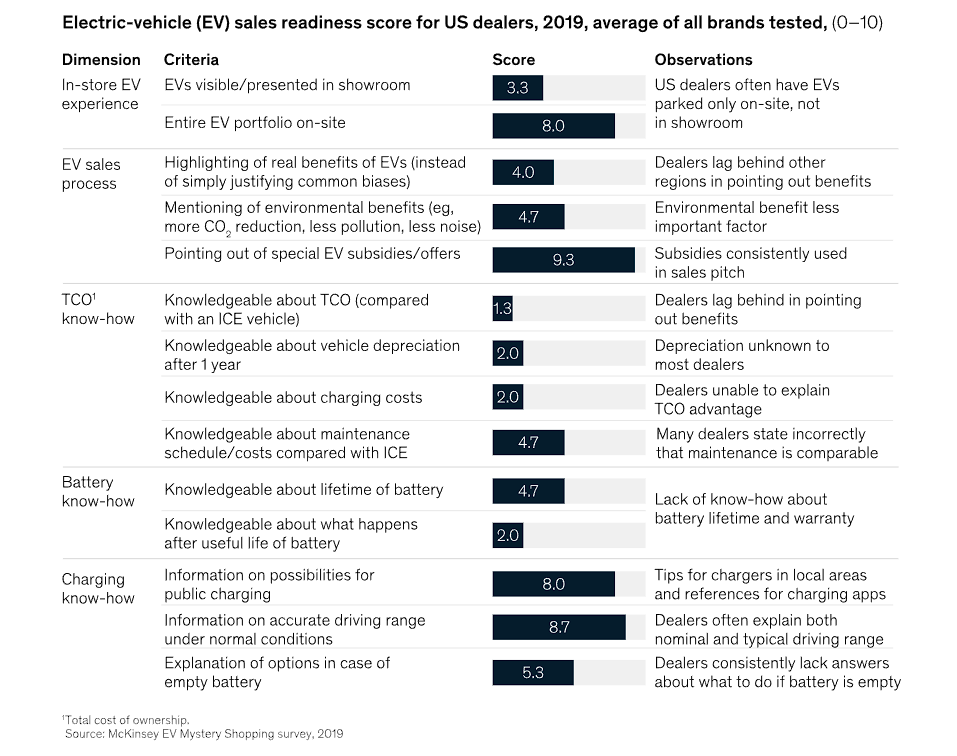 Electric-vehicle (EV) sales readiness score for US dealers, 2019, average of all brands tested, (0–10)
Dimension Criteria Score Observations
In-store EV
experience
EVs visible/presented in showroom
3.3
US dealers often have EVs
parked only on-site, not
in showroom
Entire EV portfolio on-site
8.0
EV sales
process
Highlighting of real benefits of EVs (instead
of simply justifying common biases)
4.0
Dealers lag behind other
regions in pointing out benefits
Mentioning of environmental benefits (eg,
more CO₂ reduction, less pollution, less noise)
4.7
Environmental benefit less
important factor
Pointing out of special EV subsidies/offers
9.3
Subsidies consistently used
in sales pitch
TCO¹
know-how
Knowledgeable about TCO (compared
with an ICE vehicle)
1.3
Dealers lag behind in pointing
out benefits
Knowledgeable about vehicle depreciation
after 1 year
2.0
Depreciation unknown to
most dealers
Knowledgeable about charging costs
2.0
Dealers unable to explain
TCO advantage
Knowledgeable about maintenance
schedule/costs compared with ICE
4.7
Many dealers state incorrectly
that maintenance is comparable
Battery
know-how
Knowledgeable about lifetime of battery
4.7
Lack of know-how about
battery lifetime and warranty
Knowledgeable about what happens
after useful life of battery
2.0
Charging
know-how
Information on possibilities for
public charging
8.0
Tips for chargers in local areas
and references for charging apps
Information on accurate driving range
under normal conditions
8.7
Dealers often explain both
nominal and typical driving range
Explanation of options in case of
empty battery
5.3
Dealers consistently lack answers
about what to do if battery is empty
¹Total cost of ownership.
Source: McKinsey EV Mystery Shopping survey, 2019